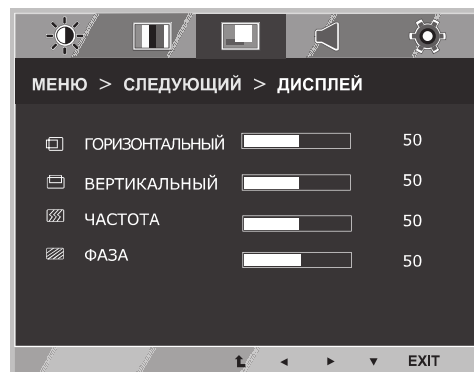 МЕНЮ > СЛЕДУЮЩИЙ > ДИСПЛЕЙ
ГОРИЗОНТАЛЬНЫЙ 50
ВЕРТИКАЛЬНЫЙ 50
ЧАСТОТА 50
ФАЗА 50
EXIT